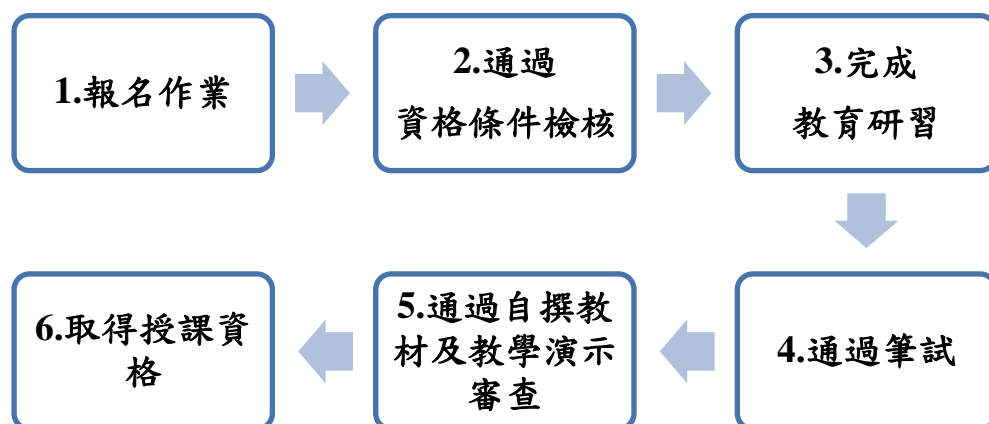 1.報名作業
2.通過
資格條件檢核
3.完成
教育研習
4.通過筆試
5.通過自撰教
材及教學演示
審查
6.取得授課資
格